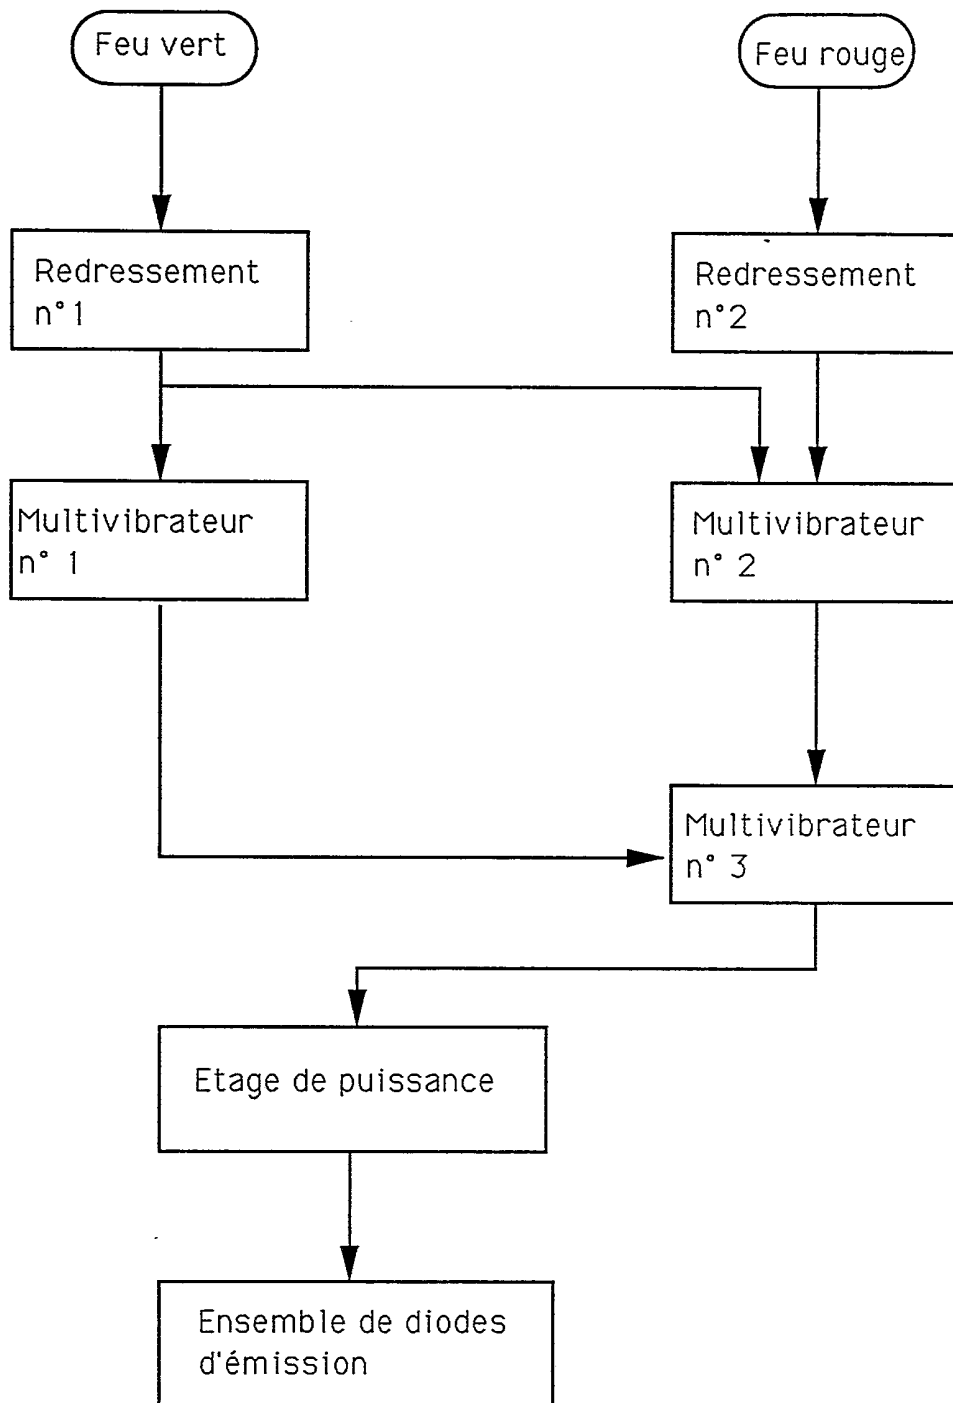 Feu vert
Feu rouge
Redressement
n°1
Redressement
n°2
Multivibrateur
n° 1
Multivibrateur
n° 2
Multivibrateur
n° 3
Etage de puissance
Ensemble de diodes
d'émission